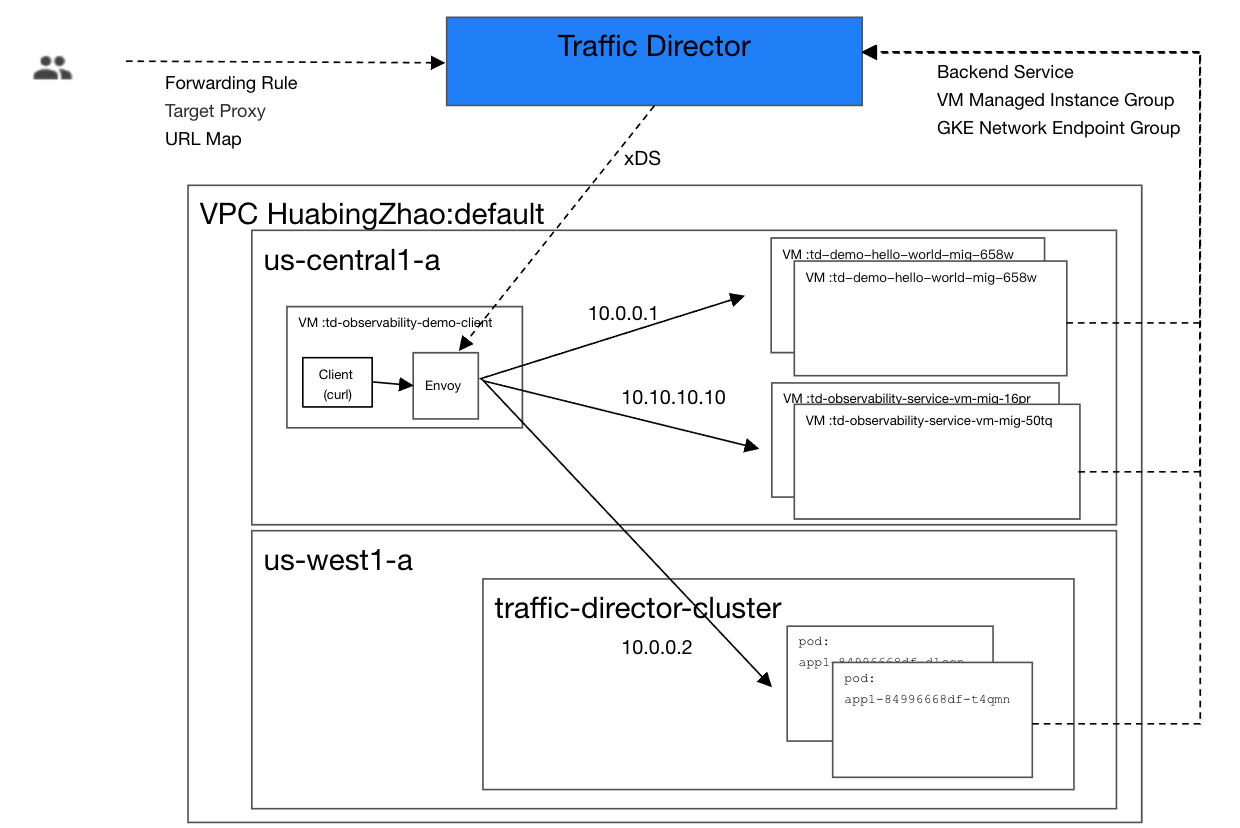 Traffic Director
Forwarding Rule
Target Proxy
URL Map
Backend Service
VM Managed Instance Group
GKE Network Endpoint Group
xDS
VPC HuabingZhao:default
us-central1-a
VM :td-demo-hello-world-mig-658w
VM :td-demo-hello-world-mig-658w
10.0.0.1
VM :td-observability-demo-client
Client
(curl)
Envoy
10.10.10.10
VM :td-observability-service-vm-mig-16pr
VM :td-observability-service-vm-mig-50tq
us-west1-a
traffic-director-cluster
10.0.0.2
pod:
pod:
app1-84996668df-t4qmn